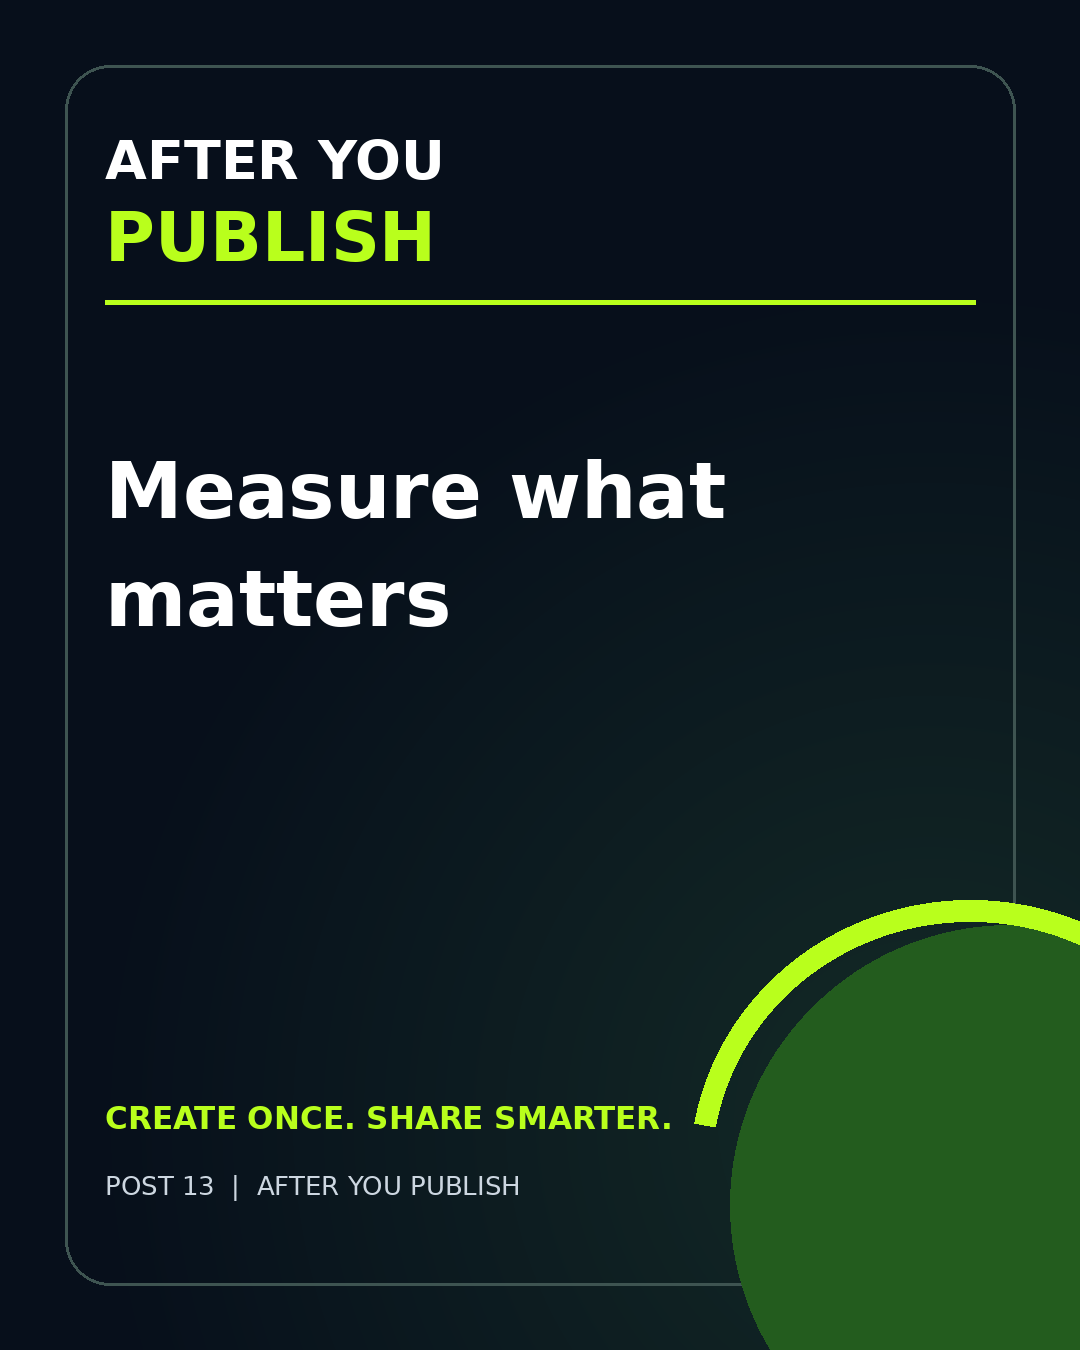 AFTER YOU
PUBLISH
Measure what
matters
CREATE ONCE. SHARE SMARTER.
POST 13 | AFTER YOU PUBLISH